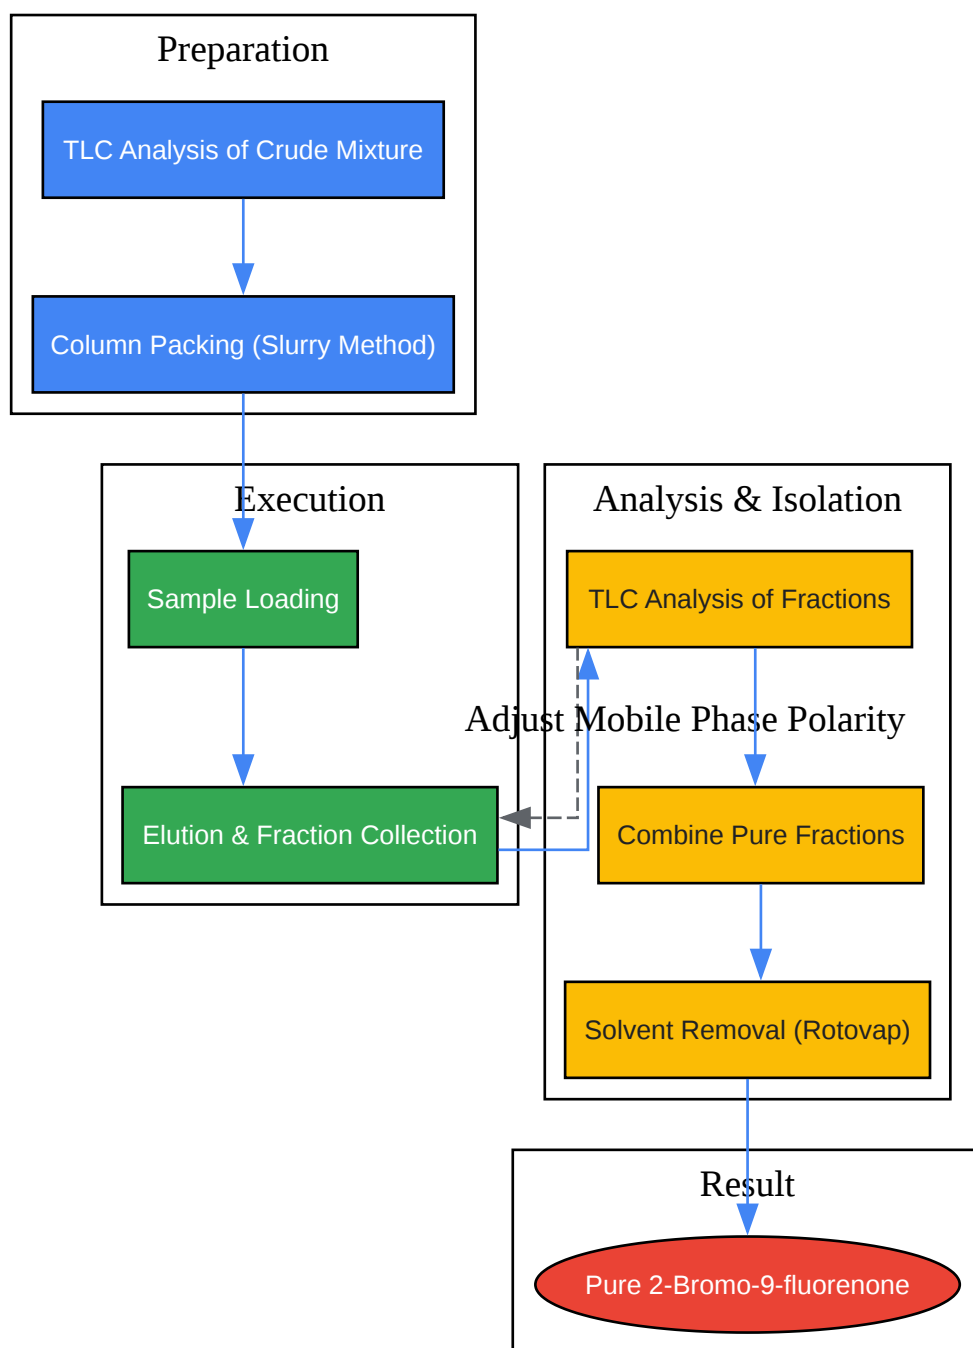 Preparation
TLC Analysis of Crude Mixture
Column Packing (Slurry Method)
Execution
Sample Loading
Elution & Fraction Collection
Analysis & Isolation
TLC Analysis of Fractions
Adjust Mobile Phase Polarity
Combine Pure Fractions
Solvent Removal (Rotovap)
Result
Pure 2-Bromo-9-fluorenone